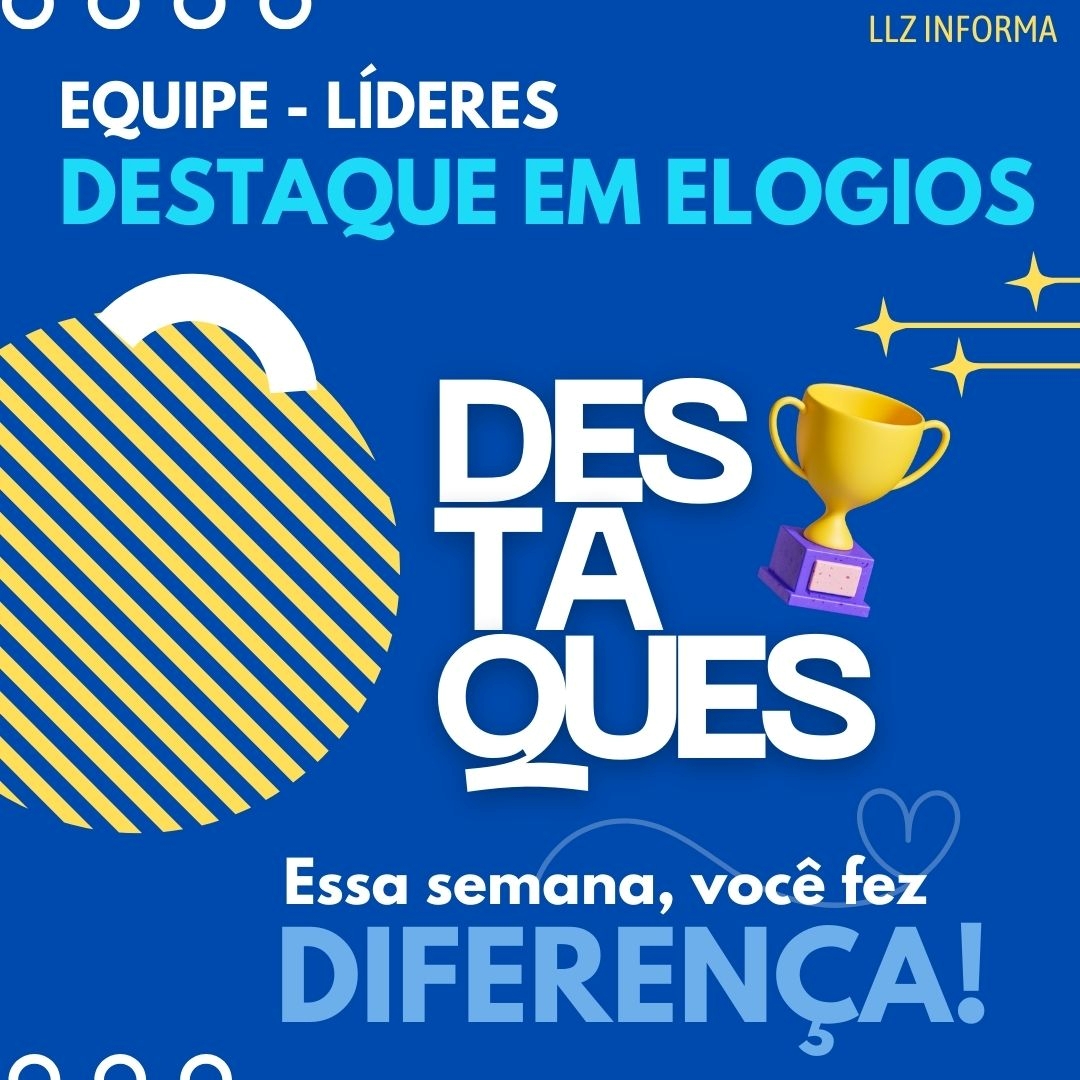 LLZ INFORMA
EQUIPE - LÍDERES
DESTAQUE EM ELOGIOS
DES
TA
QUES
Essa semana, você fez
DIFERENÇA!